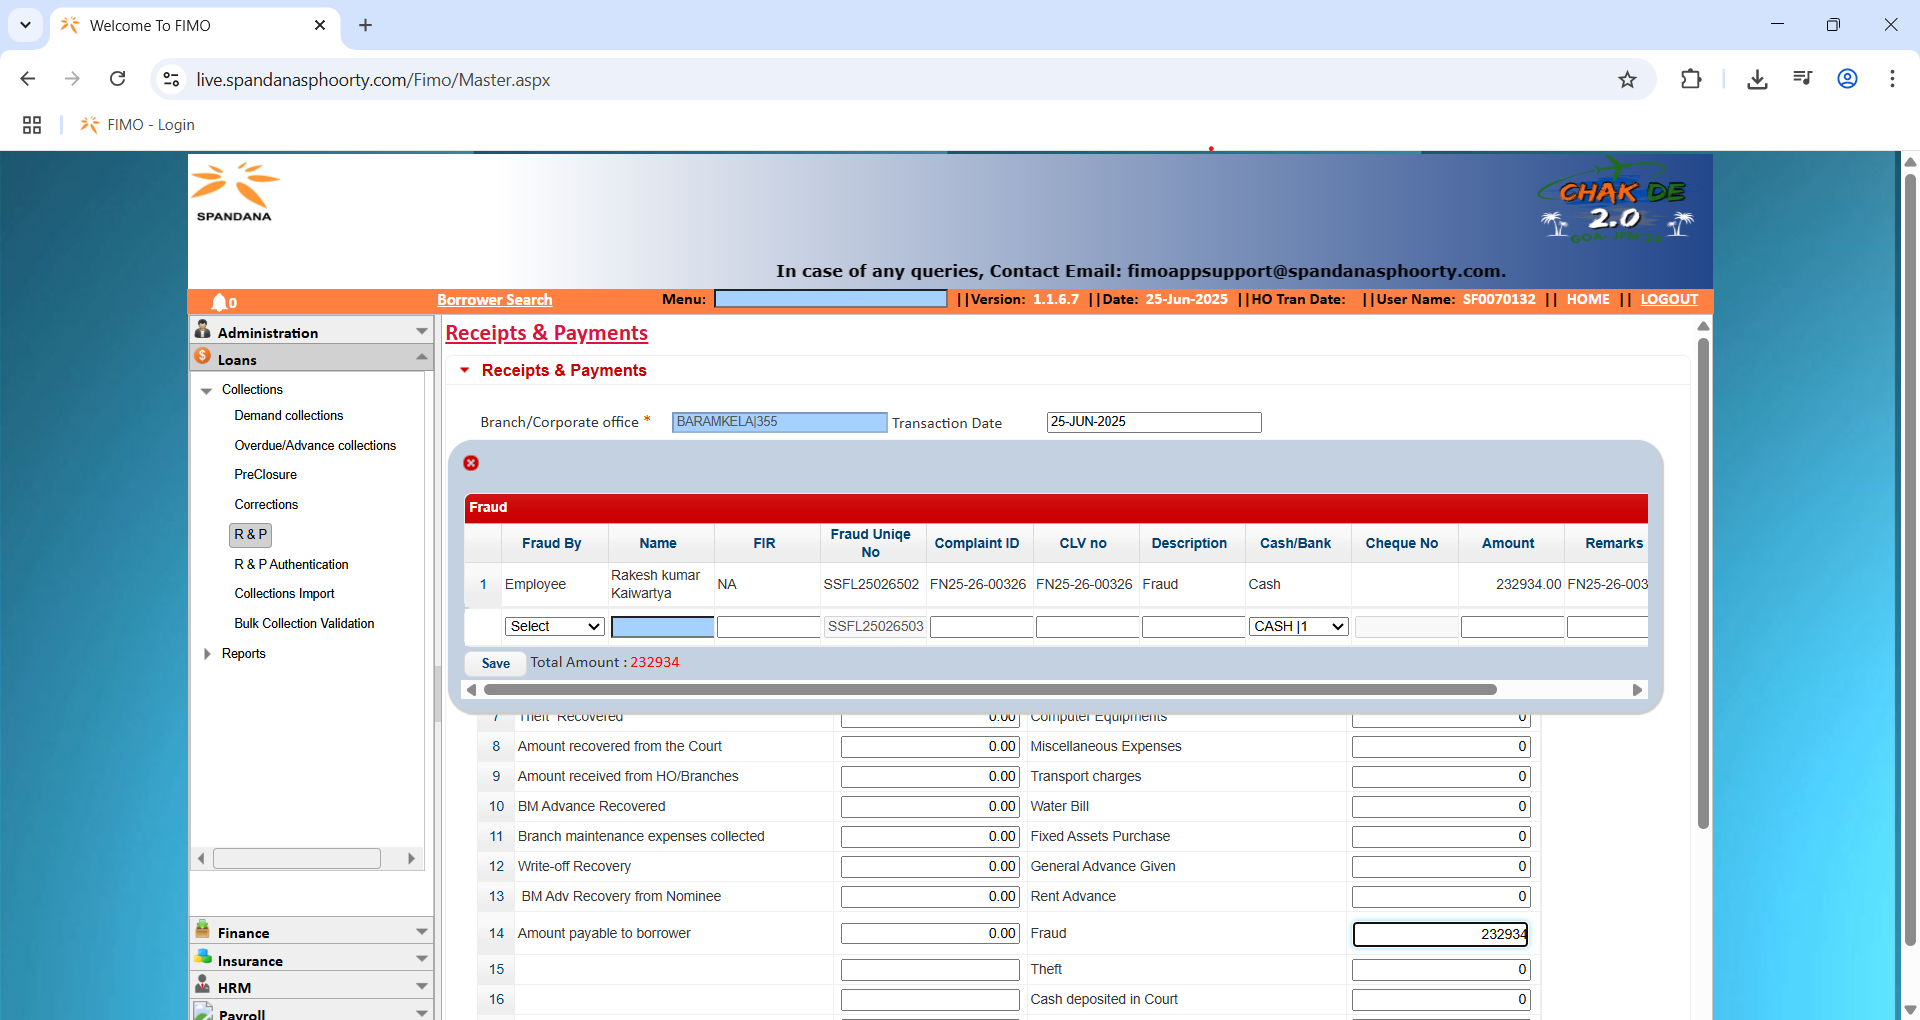 Welcome To FIMO
live.spandanasphoorty.com/Fimo/Master.aspx
FIMO - Login
SPANDANA
CHAK DE
2.0
In case of any queries, Contact Email: fimoappsupport@spandanasphoorty.com.
0
Borrower Search
Menu:
||Version: 1.1.6.7 ||Date: 25-Jun-2025 ||HO Tran Date: ||User Name: SF0070132 || HOME || LOGOUT
Administration
Loans
Collections
Demand collections
Overdue/Advance collections
PreClosure
Corrections
R & P
R & P Authentication
Collections Import
Bulk Collection Validation
Reports
Finance
Insurance
HRM
Payroll
Receipts & Payments
Receipts & Payments
Branch/Corporate office * BARAMKELA|355 Transaction Date 25-JUN-2025
Fraud
Fraud By Name FIR Fraud Uniqe No Complaint ID CLV no Description Cash/Bank Cheque No Amount Remarks
1 Employee Rakesh kumar Kaiwartya NA SSFL25026502 FN25-26-00326 FN25-26-00326 Fraud Cash 232934.00 FN25-26-003
Select SSFL25026503 CASH |1
Save Total Amount : 232934
7 Theft Recovered 0.00 Computer Equipments 0
8 Amount recovered from the Court 0.00 Miscellaneous Expenses 0
9 Amount received from HO/Branches 0.00 Transport charges 0
10 BM Advance Recovered 0.00 Water Bill 0
11 Branch maintenance expenses collected 0.00 Fixed Assets Purchase 0
12 Write-off Recovery 0.00 General Advance Given 0
13 BM Adv Recovery from Nominee 0.00 Rent Advance 0
14 Amount payable to borrower 0.00 Fraud 232934
15 Theft 0
16 Cash deposited in Court 0